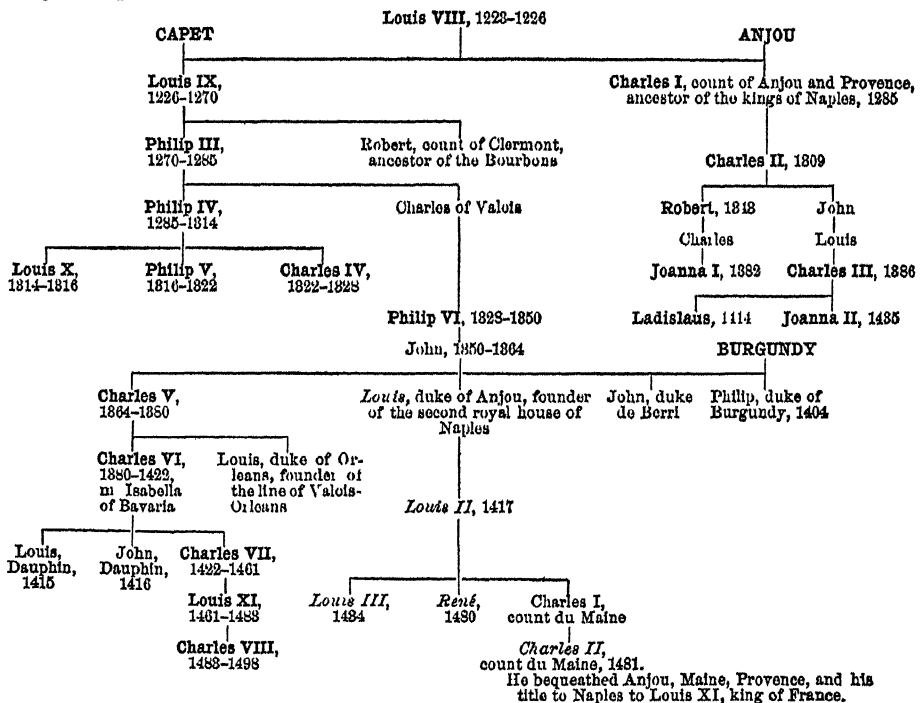 Louis VIII, 1223–1226
CAPET
ANJOU
Louis IX,
1226–1270
Charles I, count of Anjou and Provence,
ancestor of the kings of Naples, 1285
Philip III,
1270–1285
Robert, count of Clermont,
ancestor of the Bourbons
Charles II, 1309
Philip IV,
1285–1314
Charles of Valois
Robert, 1343
John
Charles
Louis
Louis X,
1314–1316
Philip V,
1316–1322
Charles IV,
1322–1328
Joanna I, 1382
Charles III, 1386
Philip VI, 1328–1350
Ladislaus, 1414
Joanna II, 1435
John, 1350–1364
BURGUNDY
Charles V,
1364–1380
Louis, duke of Anjou, founder
of the second royal house of
Naples
John, duke
de Berri
Philip, duke of
Burgundy, 1404
Charles VI,
1380–1422,
m Isabella
of Bavaria
Louis, duke of Or-
leans, founder of
the line of Valois-
Orleans
Louis II, 1417
Louis,
Dauphin,
1415
John,
Dauphin,
1416
Charles VII,
1422–1461
Louis XI,
1461–1483
Charles VIII,
1483–1498
Louis III,
1434
René,
1480
Charles I,
count du Maine
Charles II,
count du Maine, 1481.
He bequeathed Anjou, Maine, Provence, and his
title to Naples to Louis XI, king of France.